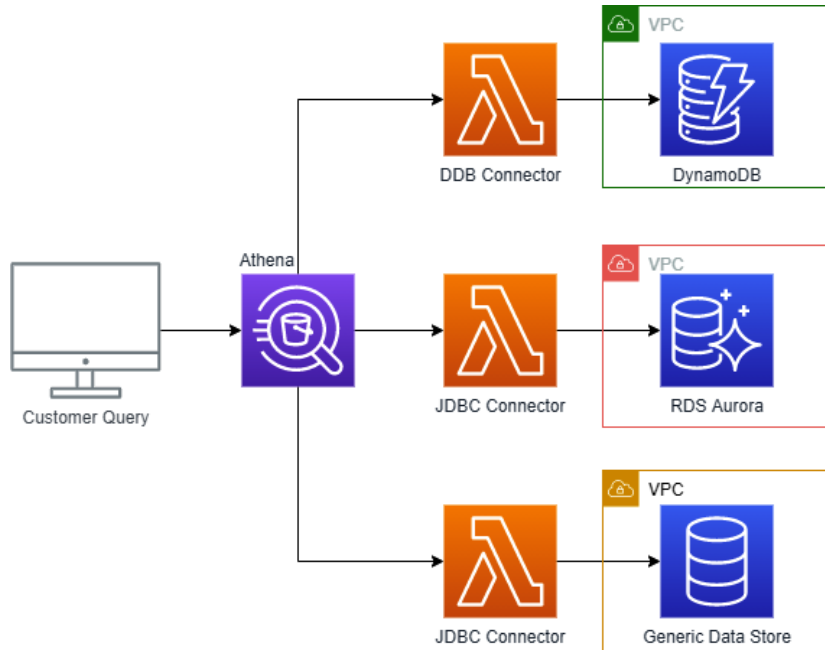 VPC
DDB Connector
DynamoDB
Athena
VPC
Customer Query
JDBC Connector
RDS Aurora
VPC
JDBC Connector
Generic Data Store